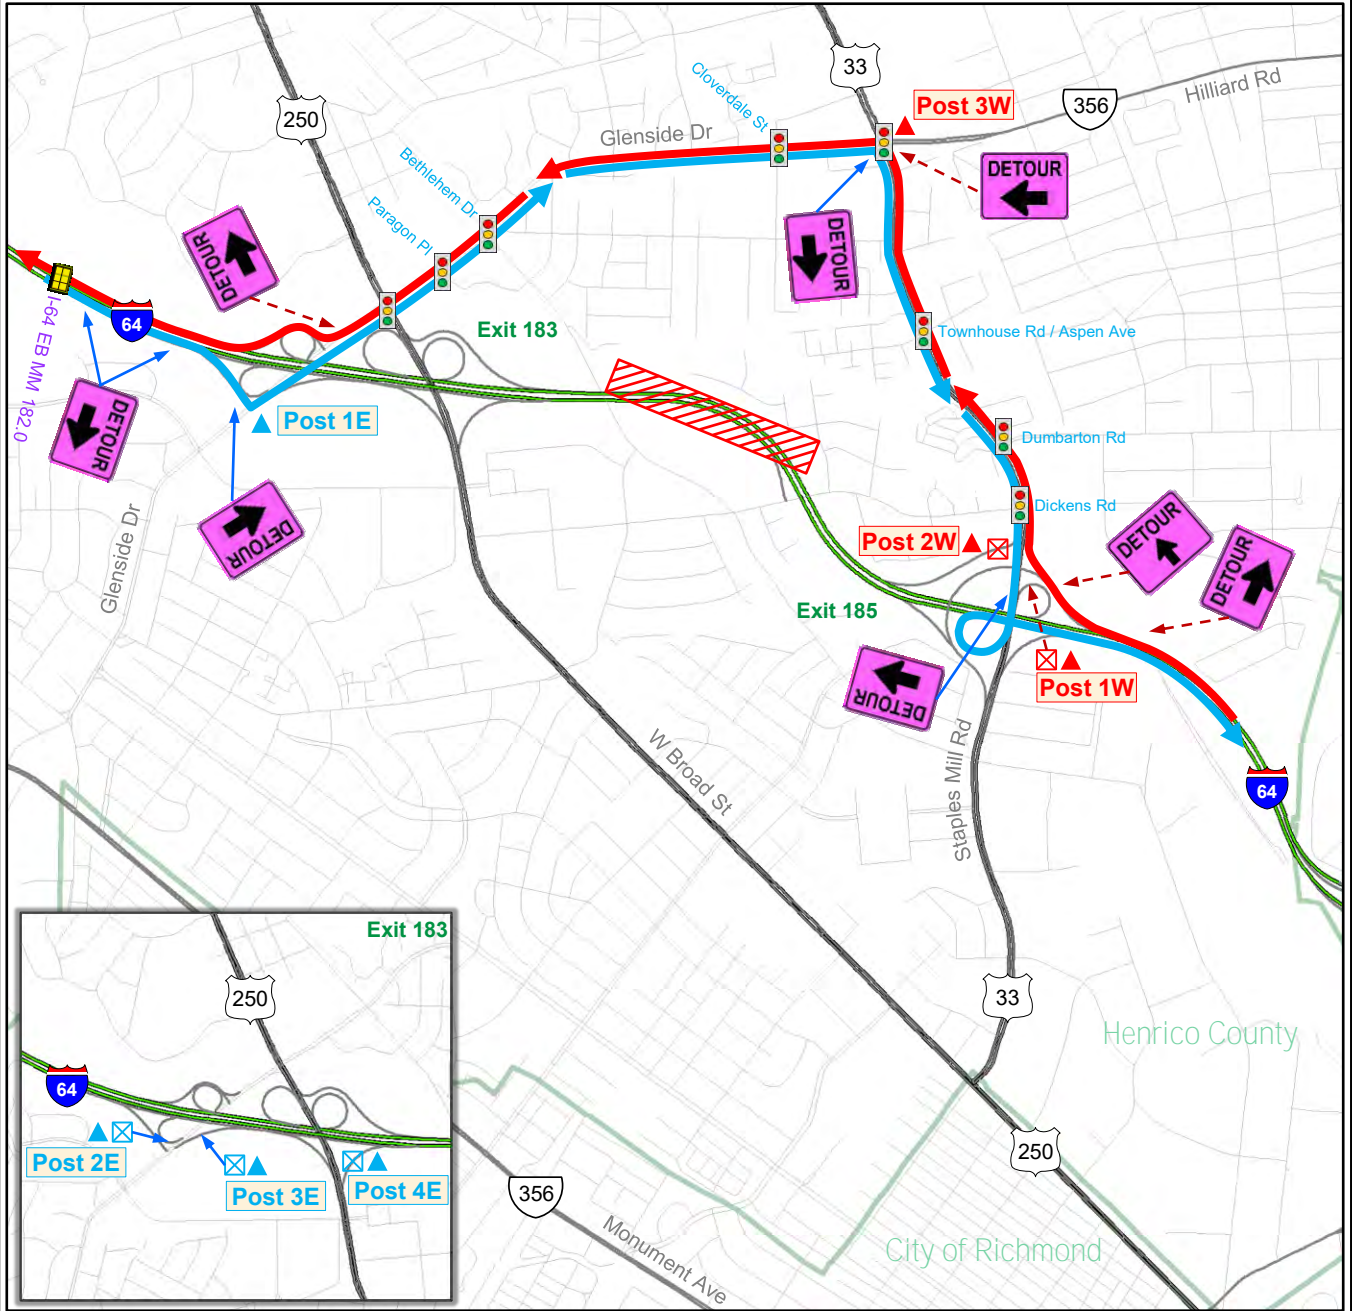 33
Cloverdale St
Post 3W
356
Hilliard Rd
250
Glenside Dr
Bethlehem Dr
DETOUR
Paragon Pl
DETOUR
DETOUR
64
Exit 183
Townhouse Rd / Aspen Ave
I-64 EB MM 182.0
DETOUR
Post 1E
Dumbarton Rd
DETOUR
Dickens Rd
Glenside Dr
Post 2W
DETOUR
DETOUR
Exit 185
DETOUR
Post 1W
W Broad St
Staples Mill Rd
64
Exit 183
250
33
Henrico County
64
Post 2E
Post 3E
Post 4E
250
356
Monument Ave
City of Richmond